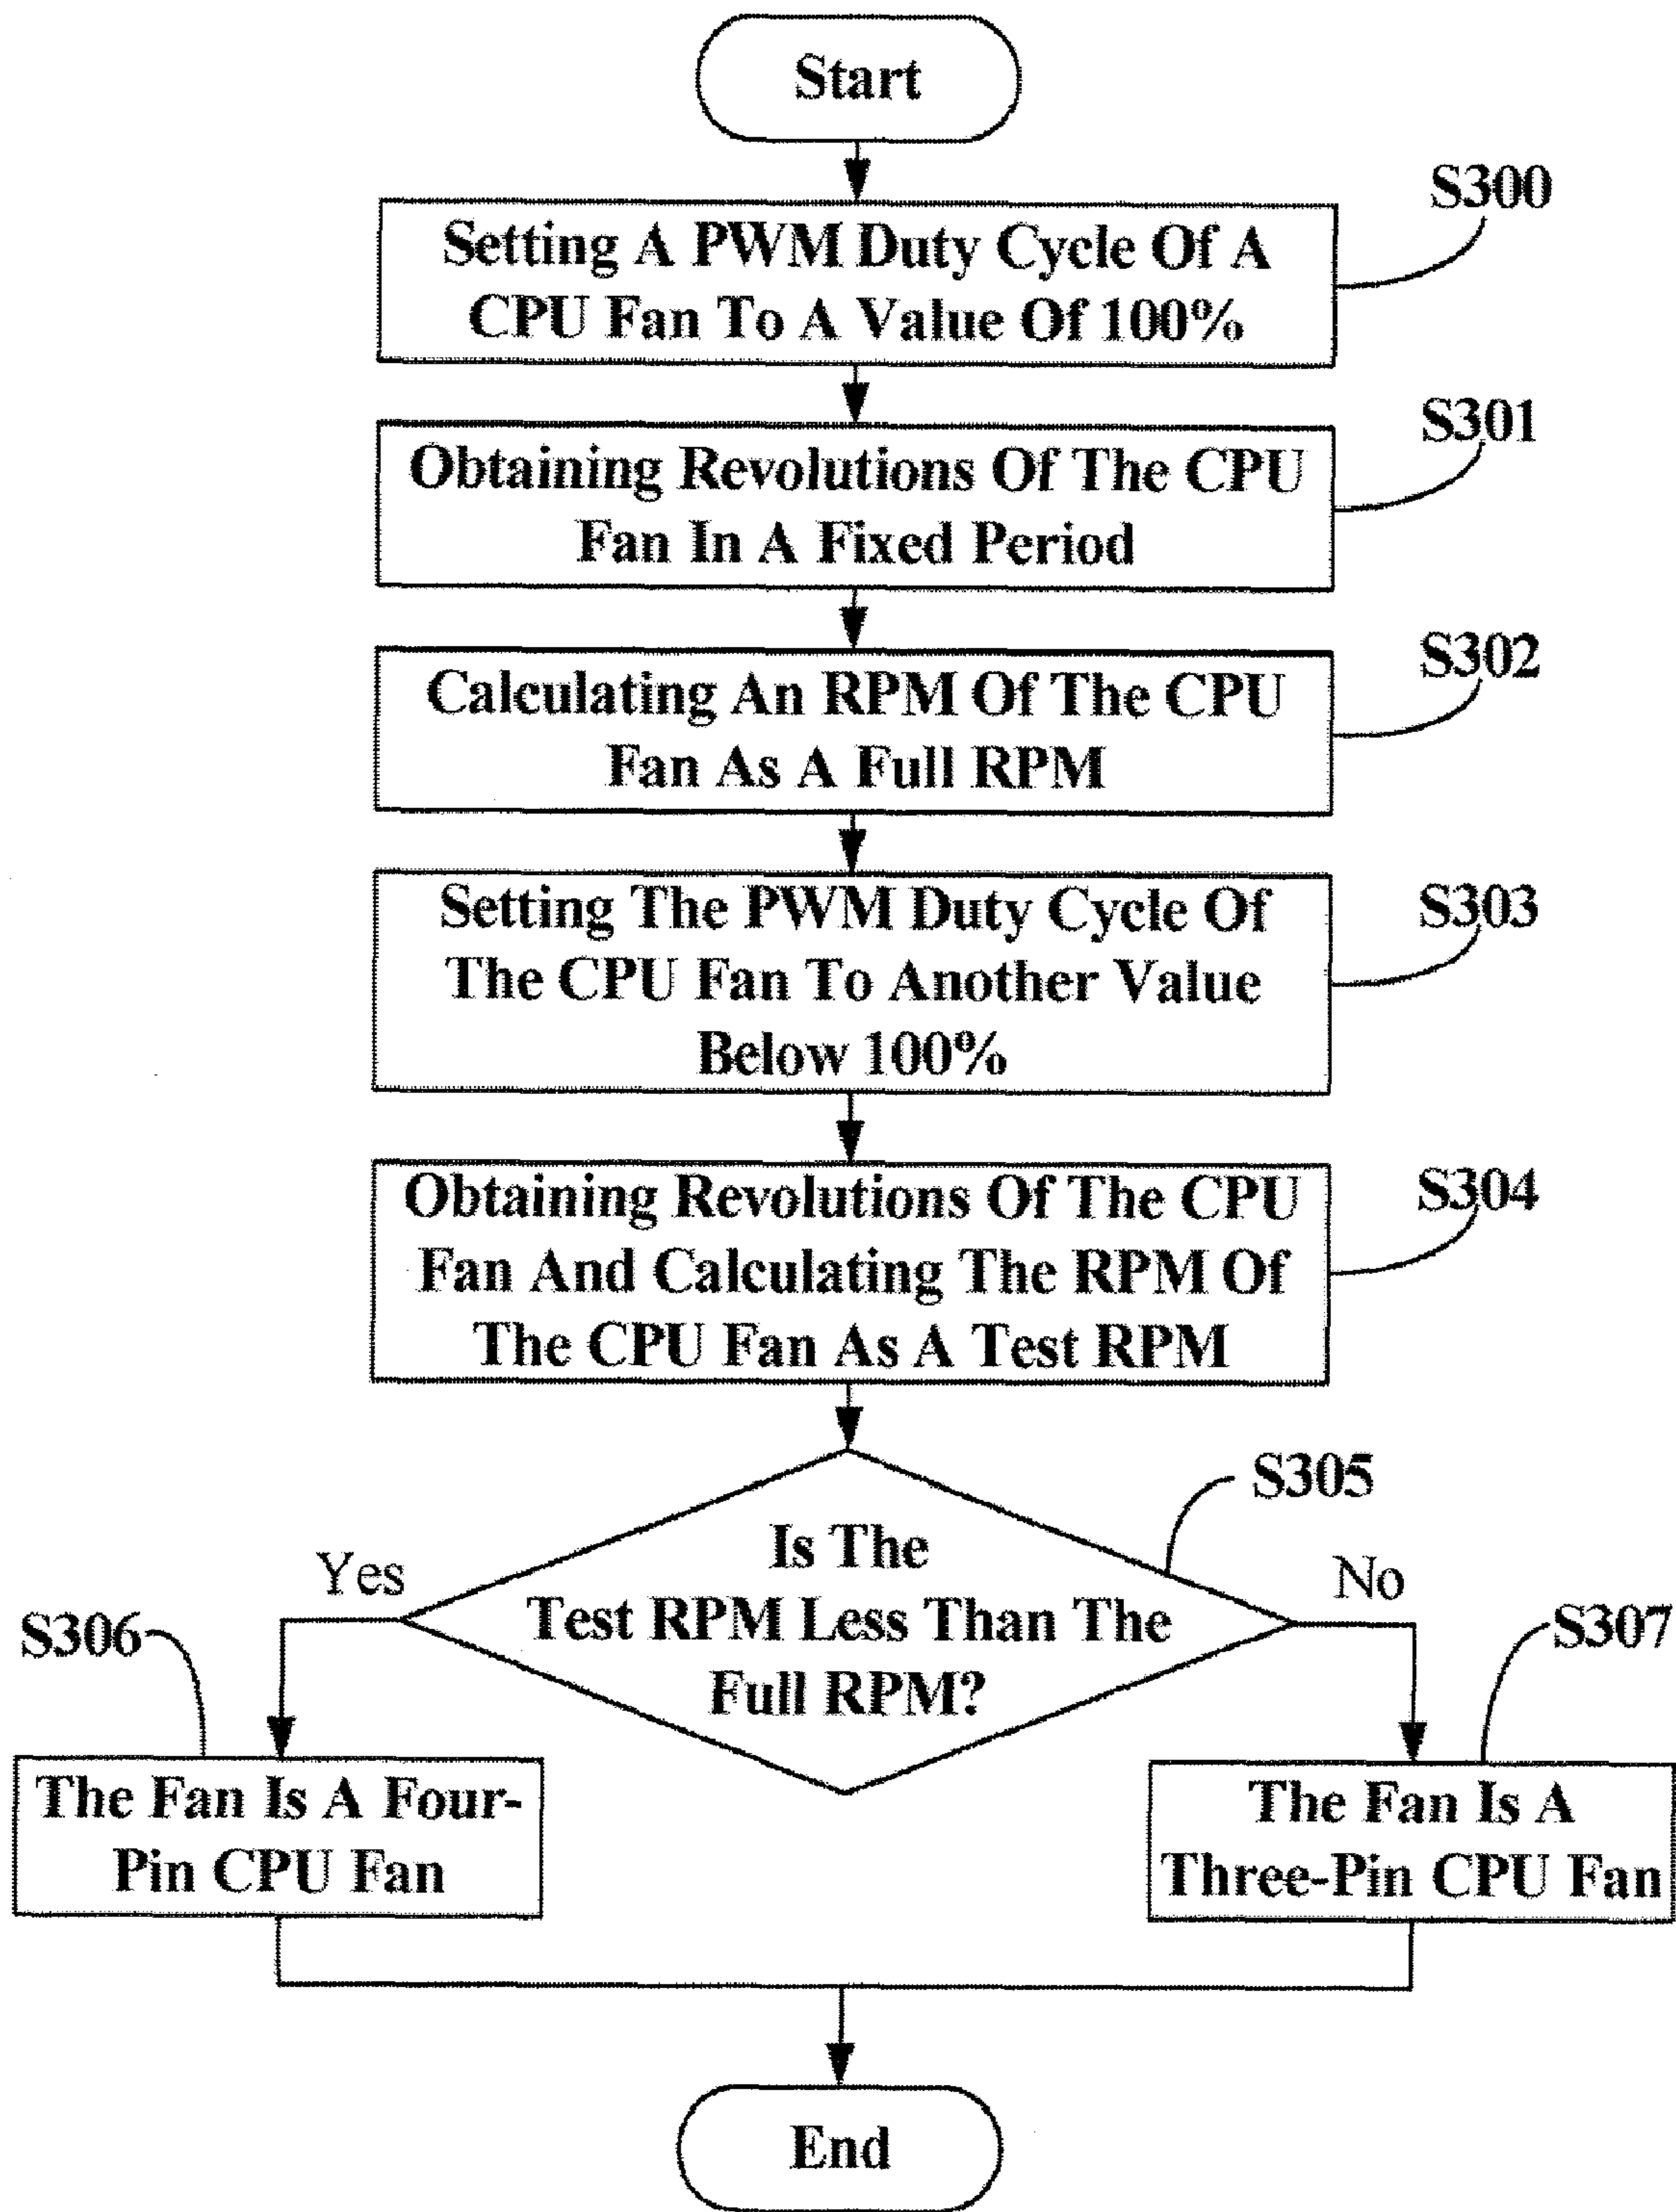 Start
S300
Setting A PWM Duty Cycle Of A
CPU Fan To A Value Of 100%
S301
Obtaining Revolutions Of The CPU
Fan In A Fixed Period
S302
Calculating An RPM Of The CPU
Fan As A Full RPM
S303
Setting The PWM Duty Cycle Of
The CPU Fan To Another Value
Below 100%
S304
Obtaining Revolutions Of The CPU
Fan And Calculating The RPM Of
The CPU Fan As A Test RPM
S305
Is The
Test RPM Less Than The
Full RPM?
Yes
No
S306
S307
The Fan Is A Four-
Pin CPU Fan
The Fan Is A
Three-Pin CPU Fan
End